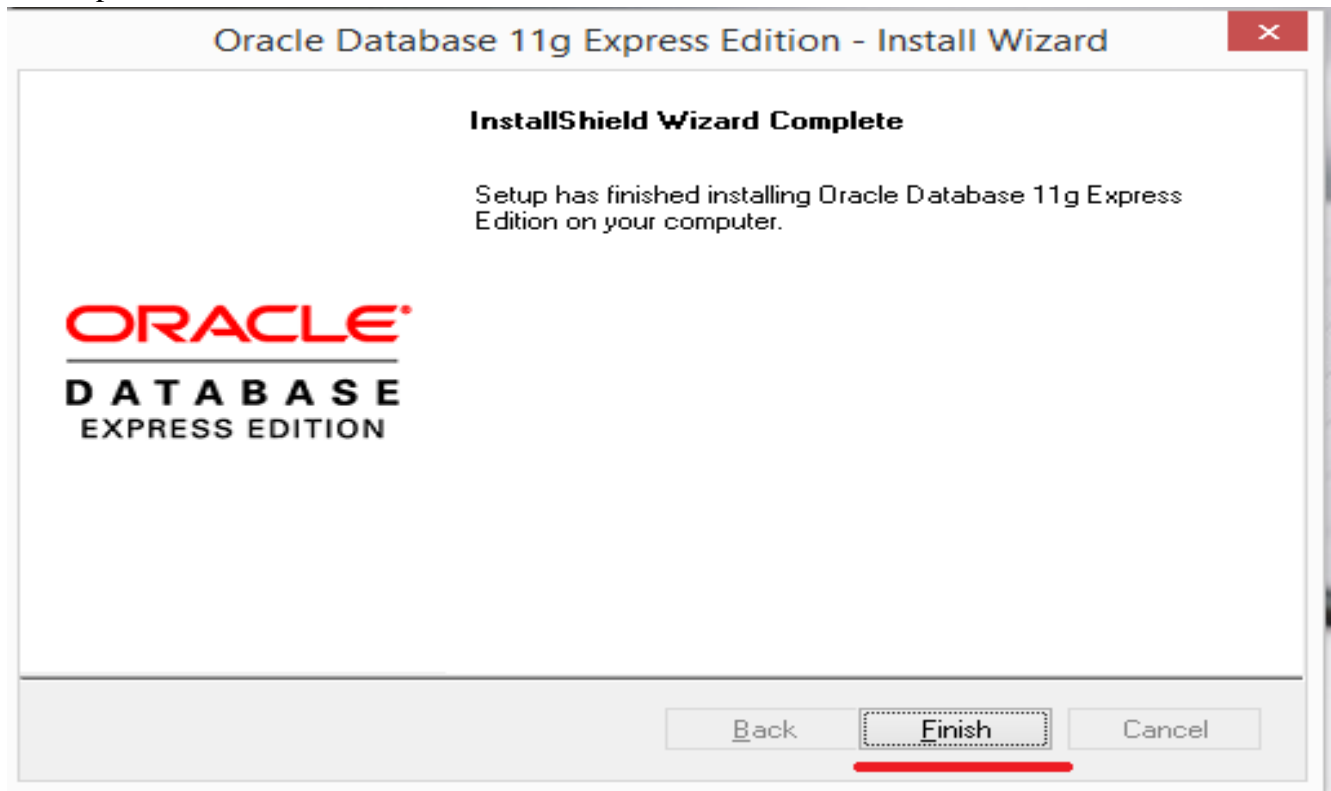 Oracle Database 11g Express Edition - Install Wizard
InstallShield Wizard Complete
Setup has finished installing Oracle Database 11g Express
Edition on your computer.
ORACLE
DATABASE
EXPRESS EDITION
Back
Finish
Cancel